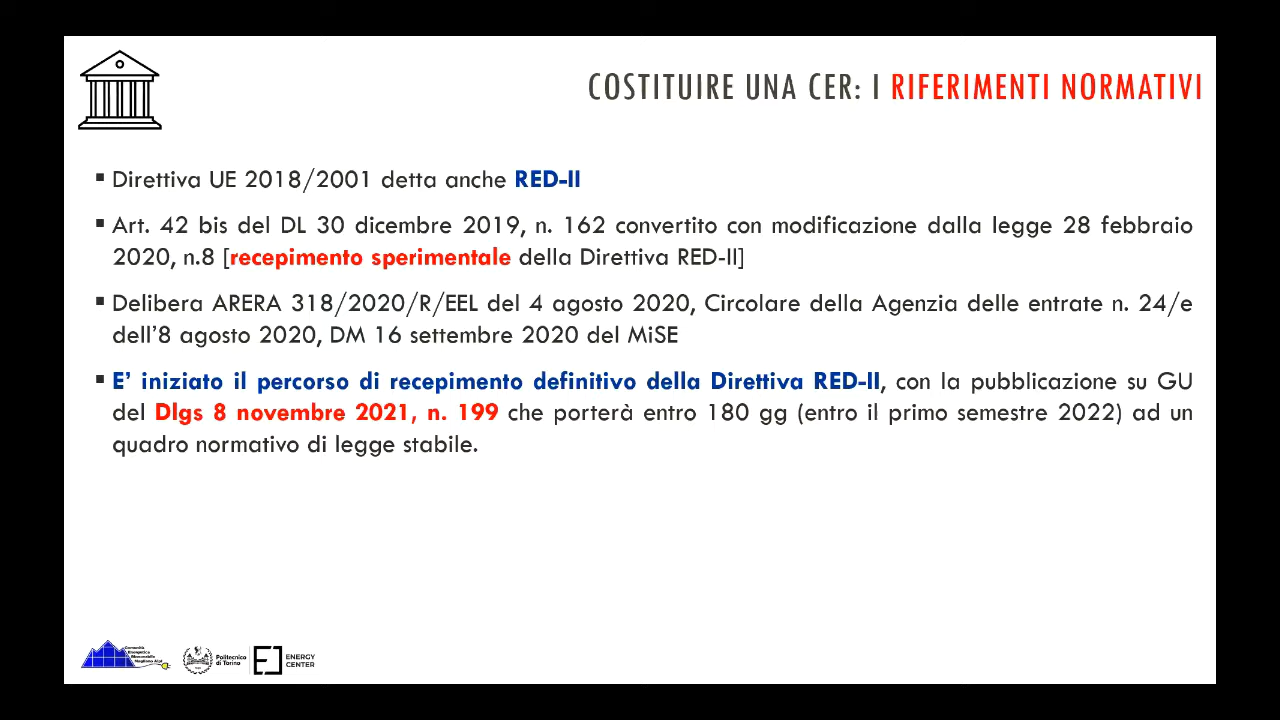 COSTITUIRE UNA CER: I RIFERIMENTI NORMATIVI
▪ Direttiva UE 2018/2001 detta anche RED-II
▪ Art. 42 bis del DL 30 dicembre 2019, n. 162 convertito con modificazione dalla legge 28 febbraio
2020, n.8 [recepimento sperimentale della Direttiva RED-II]
▪ Delibera ARERA 318/2020/R/EEL del 4 agosto 2020, Circolare della Agenzia delle entrate n. 24/e
dell’8 agosto 2020, DM 16 settembre 2020 del MiSE
▪ E’ iniziato il percorso di recepimento definitivo della Direttiva RED-II, con la pubblicazione su GU
del Dlgs 8 novembre 2021, n. 199 che porterà entro 180 gg (entro il primo semestre 2022) ad un
quadro normativo di legge stabile.
Comunità
Energetica
Rinnovabile
Magliano Alpi
Politecnico
di Torino
ENERGY
CENTER